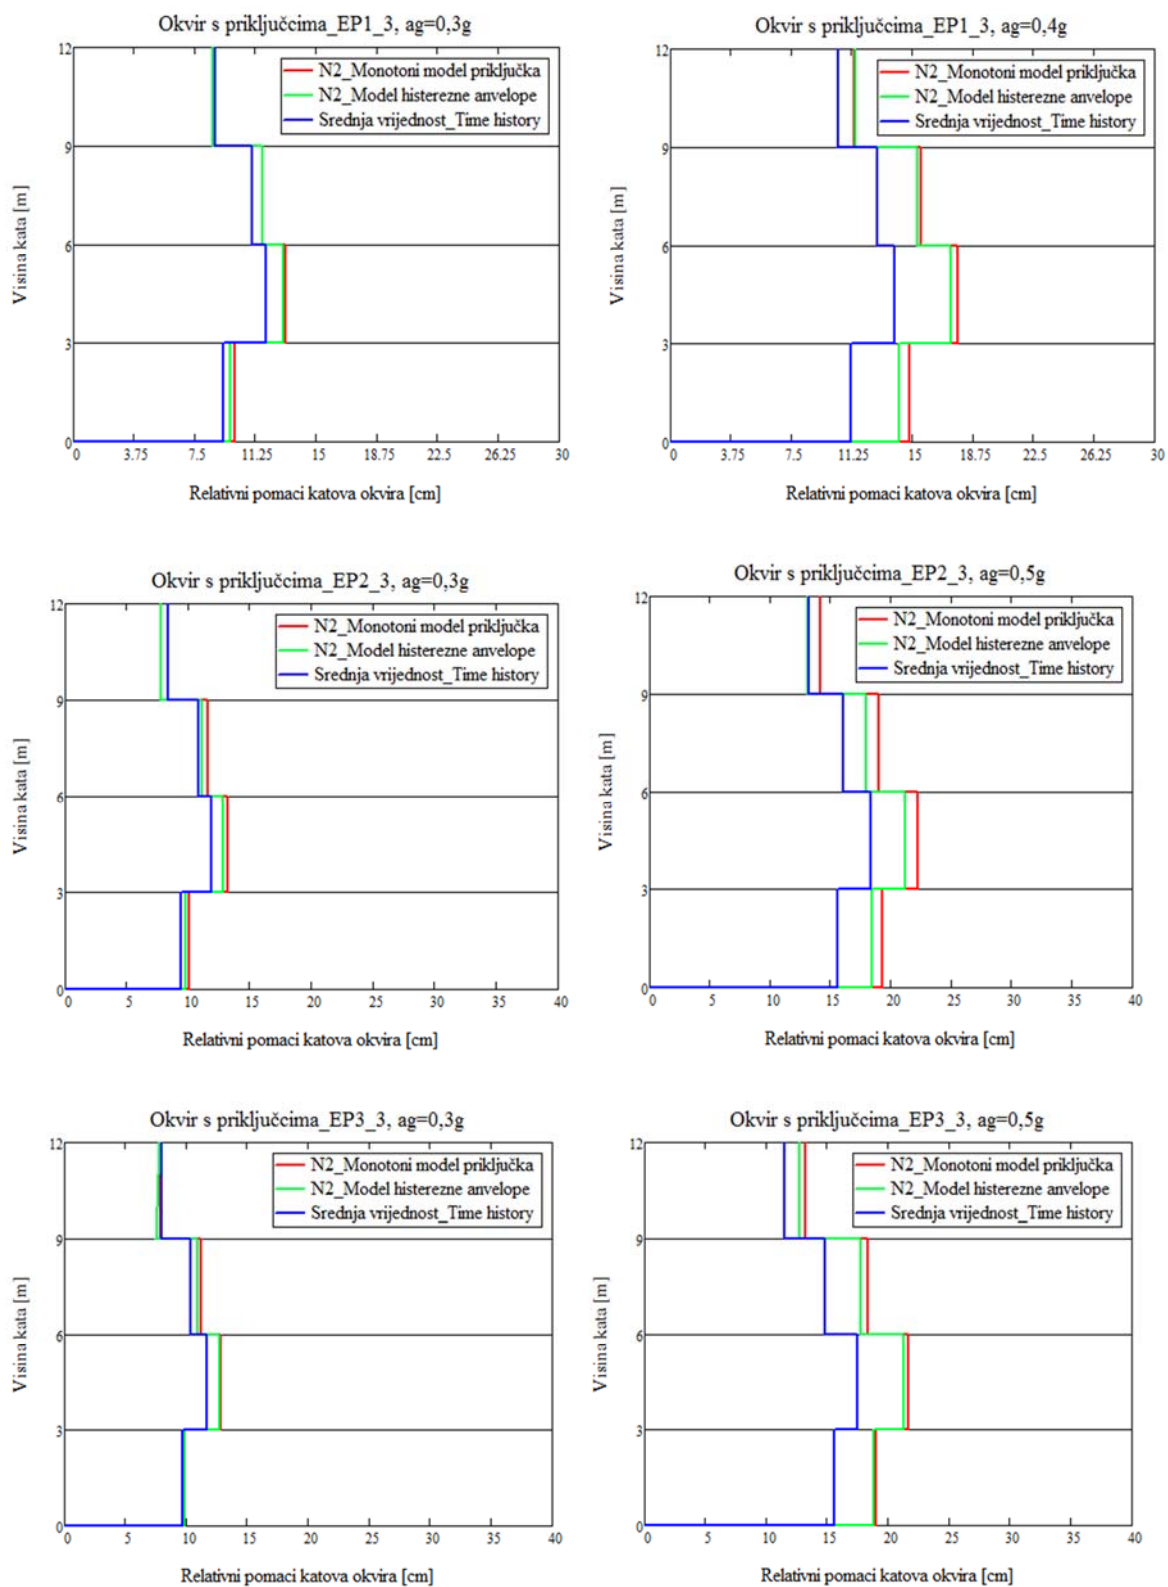 Okvir s priključcima_EP1_3, ag=0,3g
12
N2_Monotoni model priključka
N2_Model histerezne anvelope
Srednja vrijednost_Time history
9
Visina kata [m]
6
3
0
0 3.75 7.5 11.25 15 18.75 22.5 26.25 30
Relativni pomaci katova okvira [cm]
Okvir s priključcima_EP1_3, ag=0,4g
12
N2_Monotoni model priključka
N2_Model histerezne anvelope
Srednja vrijednost_Time history
9
Visina kata [m]
6
3
0
0 3.75 7.5 11.25 15 18.75 22.5 26.25 30
Relativni pomaci katova okvira [cm]
Okvir s priključcima_EP2_3, ag=0,3g
12
N2_Monotoni model priključka
N2_Model histerezne anvelope
Srednja vrijednost_Time history
9
Visina kata [m]
6
3
0
0 5 10 15 20 25 30 35 40
Relativni pomaci katova okvira [cm]
Okvir s priključcima_EP2_3, ag=0,5g
12
N2_Monotoni model priključka
N2_Model histerezne anvelope
Srednja vrijednost_Time history
9
Visina kata [m]
6
3
0
0 5 10 15 20 25 30 35 40
Relativni pomaci katova okvira [cm]
Okvir s priključcima_EP3_3, ag=0,3g
12
N2_Monotoni model priključka
N2_Model histerezne anvelope
Srednja vrijednost_Time history
9
Visina kata [m]
6
3
0
0 5 10 15 20 25 30 35 40
Relativni pomaci katova okvira [cm]
Okvir s priključcima_EP3_3, ag=0,5g
12
N2_Monotoni model priključka
N2_Model histerezne anvelope
Srednja vrijednost_Time history
9
Visina kata [m]
6
3
0
0 5 10 15 20 25 30 35 40
Relativni pomaci katova okvira [cm]